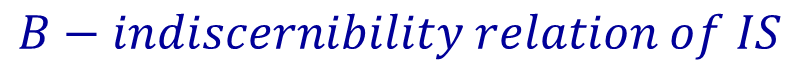 B − indiscernibility relation of IS